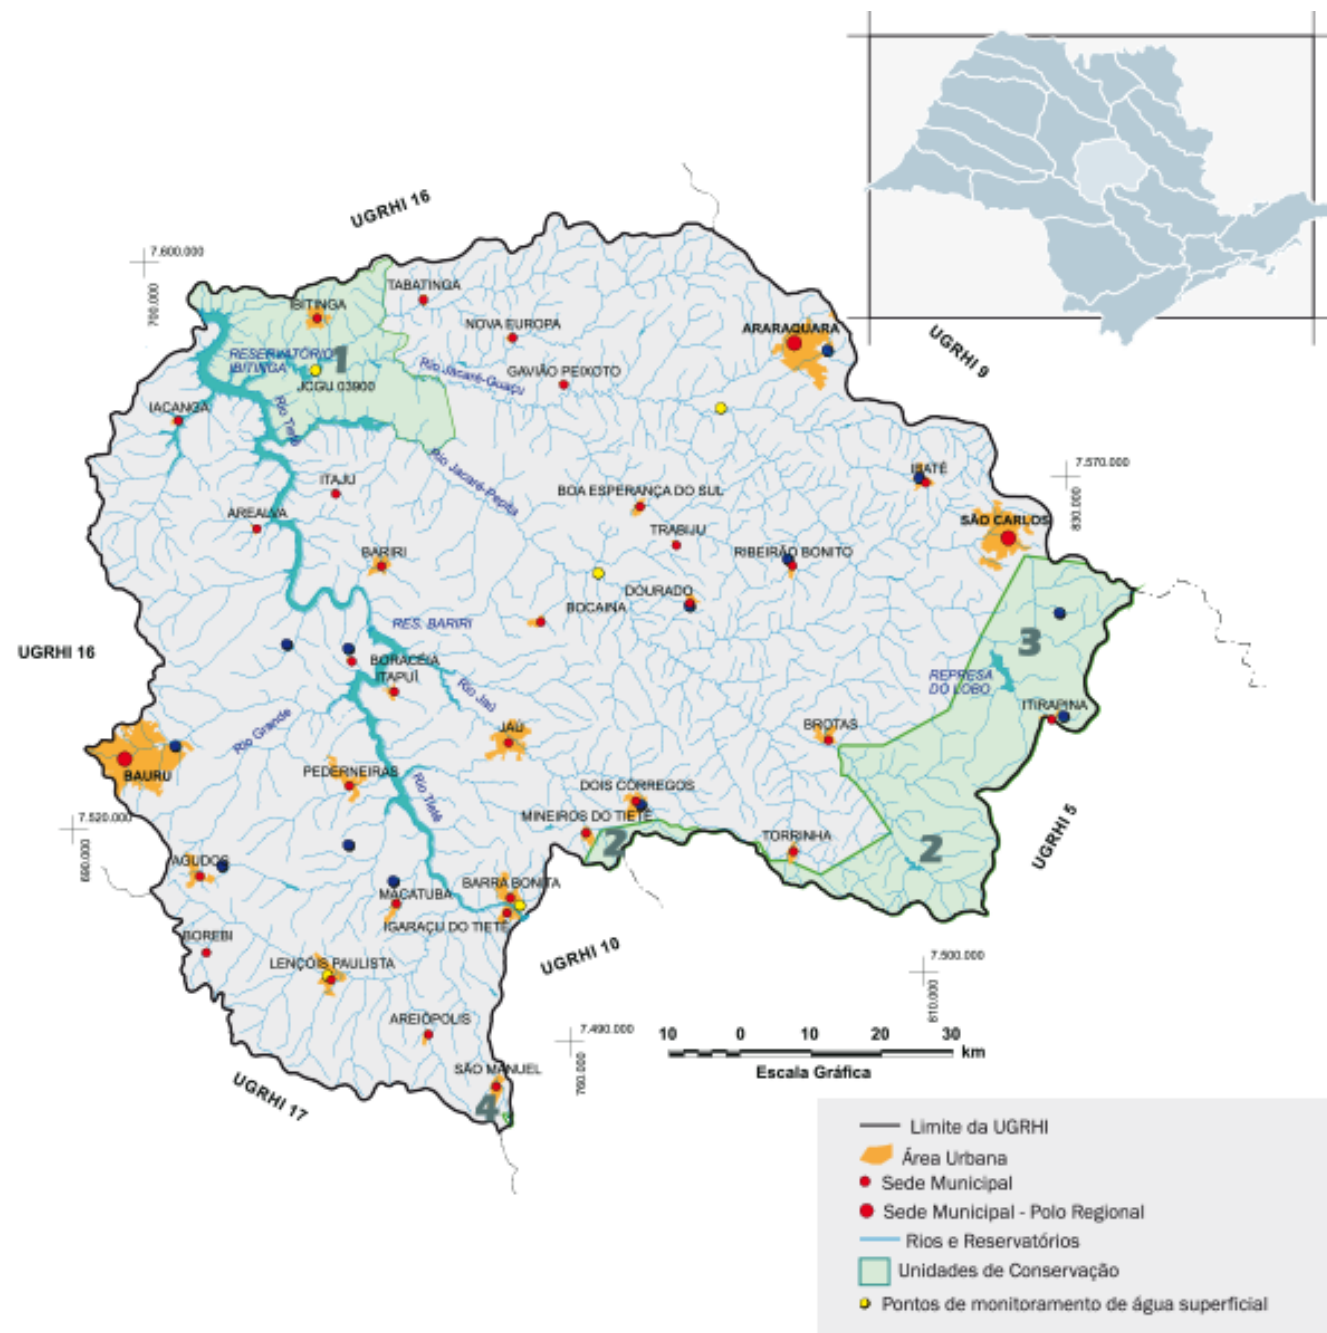 UGRHI 16
7.600.000
700.000
TABATINGA
IBITINGA
NOVA EUROPA
ARARAQUARA
UGRHI 9
RESERVATÓRIO
IBITINGA
1
JCGU 03900
Rio Jacaré-Guaçu
GAVIÃO PEIXOTO
IACANGA
Rio Tietê
Rio Jacaré-Pepita
ITAJU
IBATÉ
7.570.000
830.000
BOA ESPERANÇA DO SUL
AREALVA
TRABIJU
SÃO CARLOS
BARIRI
RIBEIRÃO BONITO
DOURADO
BOCAINA
RES. BARIRI
3
UGRHI 16
BORACÉIA
ITAPUÍ
REPRESA
DO LOBO
Rio Jaú
ITIRAPINA
Rio Grande
JAÚ
BROTAS
BAURU
PEDERNEIRAS
Rio Tietê
DOIS CÓRREGOS
7.520.000
690.000
MINEIROS DO TIETÊ
2
TORRINHA
2
UGRHI 5
AGUDOS
BARRA BONITA
MACATUBA
IGARAÇU DO TIETÊ
BOREBI
UGRHI 10
LENÇÓIS PAULISTA
7.500.000
810.000
AREIÓPOLIS
7.490.000
760.000
10 0 10 20 30
km
Escala Gráfica
SÃO MANUEL
UGRHI 17
4
Limite da UGRHI
Área Urbana
Sede Municipal
Sede Municipal - Polo Regional
Rios e Reservatórios
Unidades de Conservação
Pontos de monitoramento de água superficial